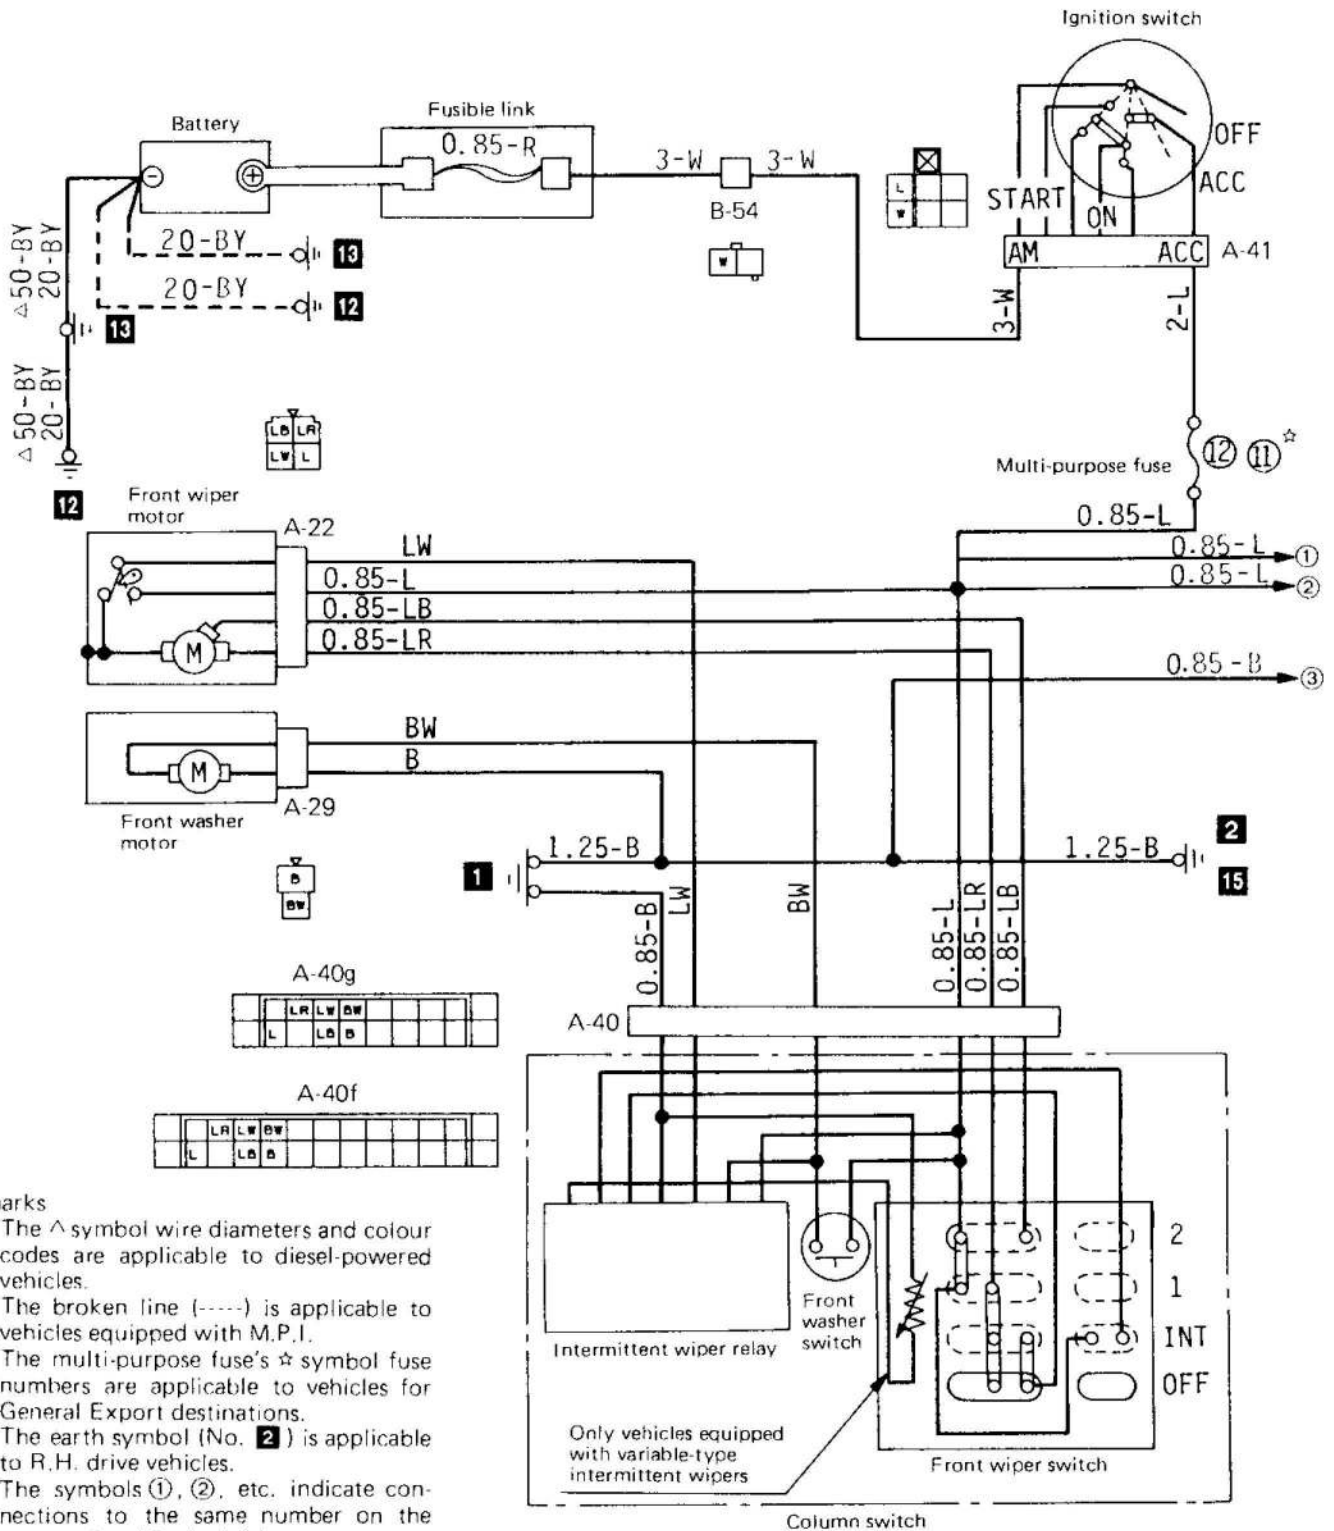 Ignition switch
Battery
Fusible link
0.85-R
3-W
3-W
B-54
W
L
W
OFF
ACC
START
ON
AM
ACC
A-41
3-W
2-L
20-BY
13
20-BY
12
△50-BY
20-BY
13
△50-BY
20-BY
12
Multi-purpose fuse
⑫ ⑪☆
0.85-L
0.85-L ①
0.85-L ②
0.85-B ③
LB LR
LW L
Front wiper
motor
A-22
LW
0.85-L
0.85-LB
0.85-LR
M
BW
B
M
A-29
Front washer
motor
B
BW
1
1.25-B
1.25-B
2
15
0.85-B
LW
BW
0.85-L
0.85-LR
0.85-LB
A-40g
LR LW BW
L LB B
A-40
A-40f
LR LW BW
L LB B
arks
The ^ symbol wire diameters and colour
codes are applicable to diesel-powered
vehicles.
The broken line (-----) is applicable to
vehicles equipped with M.P.I.
The multi-purpose fuse's ☆ symbol fuse
numbers are applicable to vehicles for
General Export destinations.
The earth symbol (No. 2 ) is applicable
to R.H. drive vehicles.
The symbols ①, ②, etc. indicate con-
nections to the same number on the
Intermittent wiper relay
Front
washer
switch
2
1
INT
OFF
Only vehicles equipped
with variable-type
intermittent wipers
Front wiper switch
Column switch